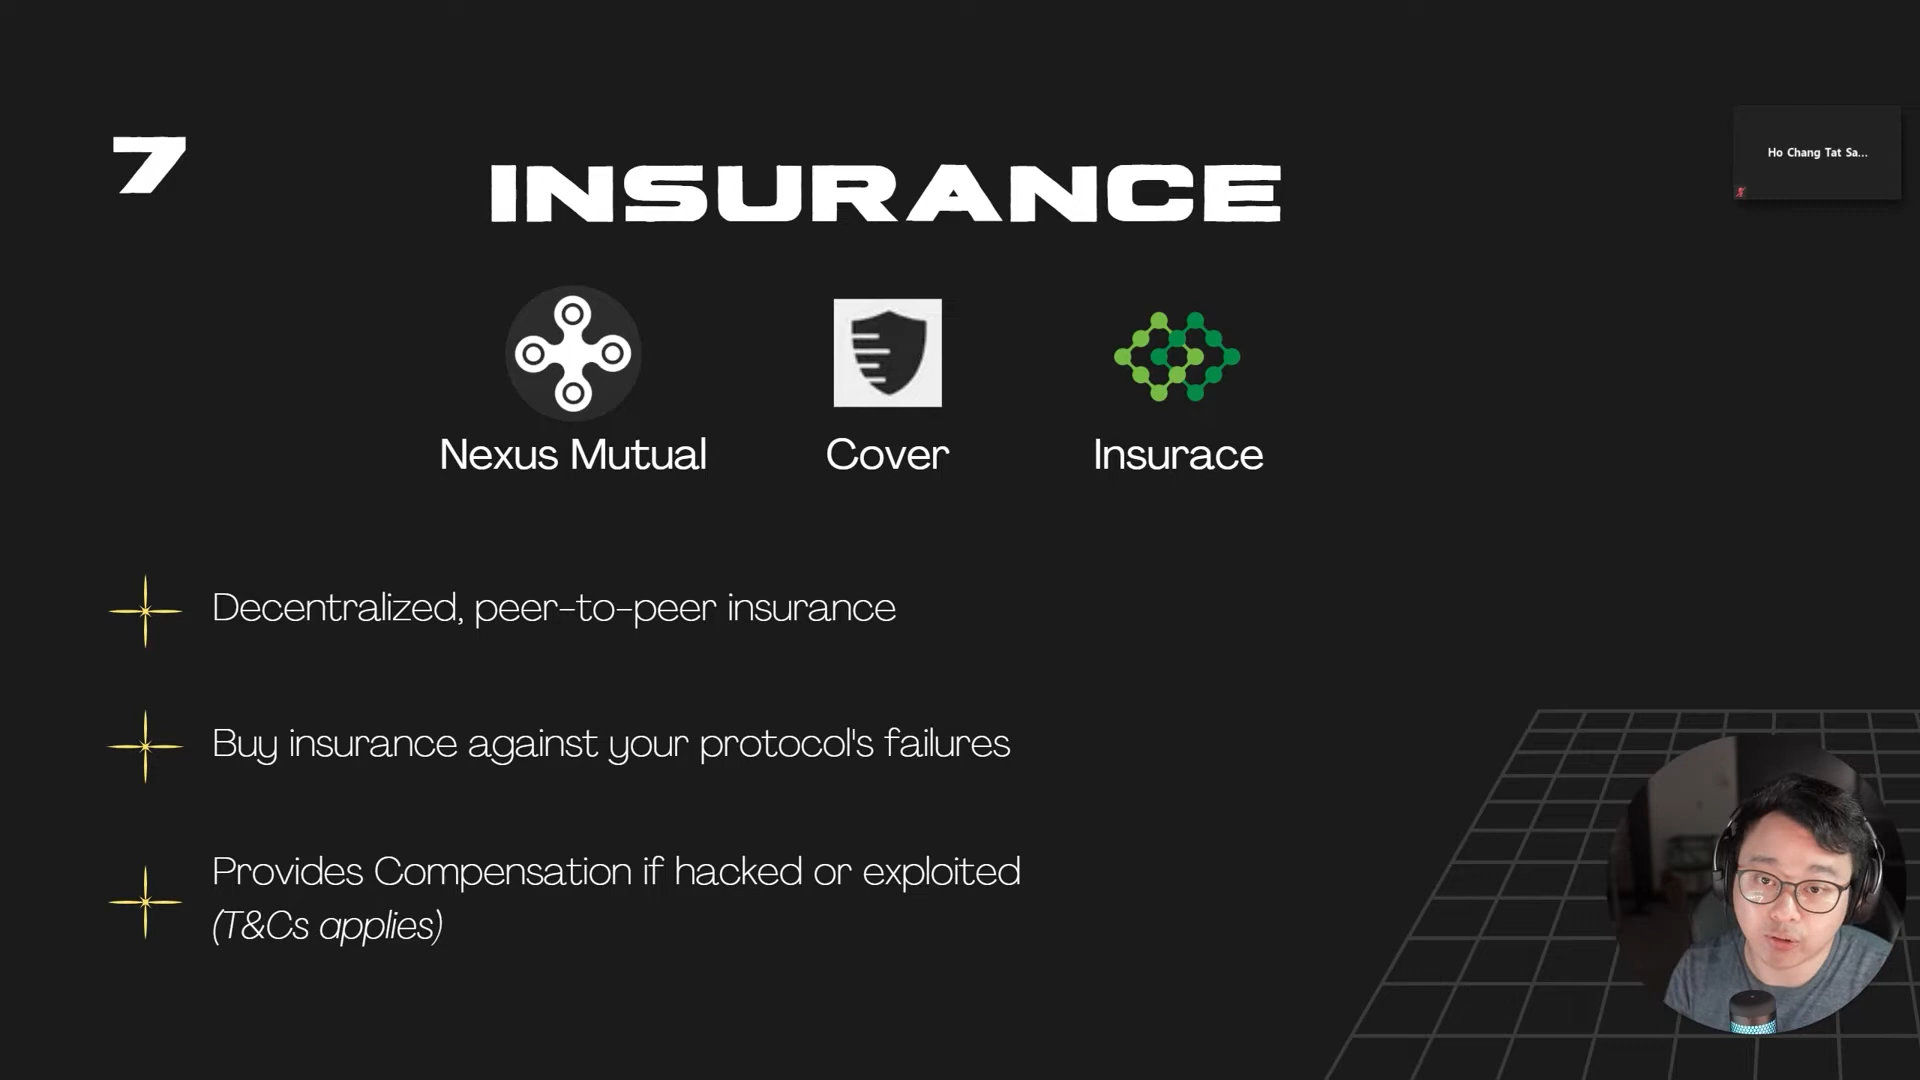 7
INSURANCE
Ho Chang Tat Sa...
Nexus Mutual
Cover
Insurace
Decentralized, peer-to-peer insurance
Buy insurance against your protocol's failures
Provides Compensation if hacked or exploited
(T&Cs applies)